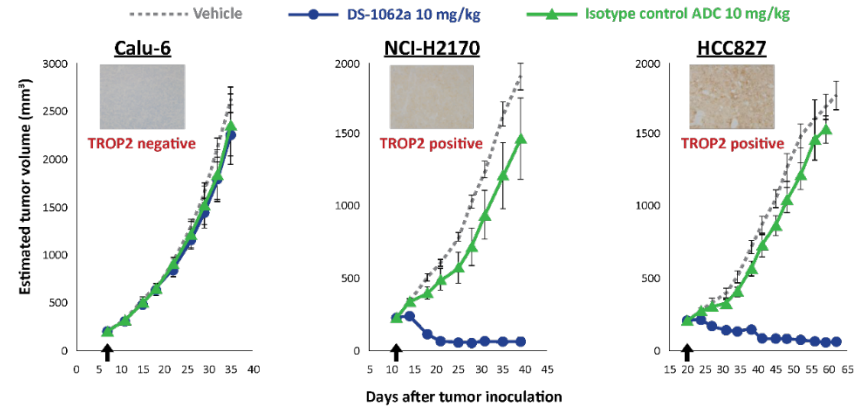 Vehicle DS-1062a 10 mg/kg Isotype control ADC 10 mg/kg
Calu-6 NCI-H2170 HCC827
3000 2000 2000
2500
TROP2 negative TROP2 positive TROP2 positive
2000
1500 1500
1500
1000 1000
1000
500 500
500
0 0 0
0 5 10 15 20 25 30 35 40 0 5 10 15 20 25 30 35 40 45 15 20 25 30 35 40 45 50 55 60 65
Estimated tumor volume (mm³)
Days after tumor inoculation